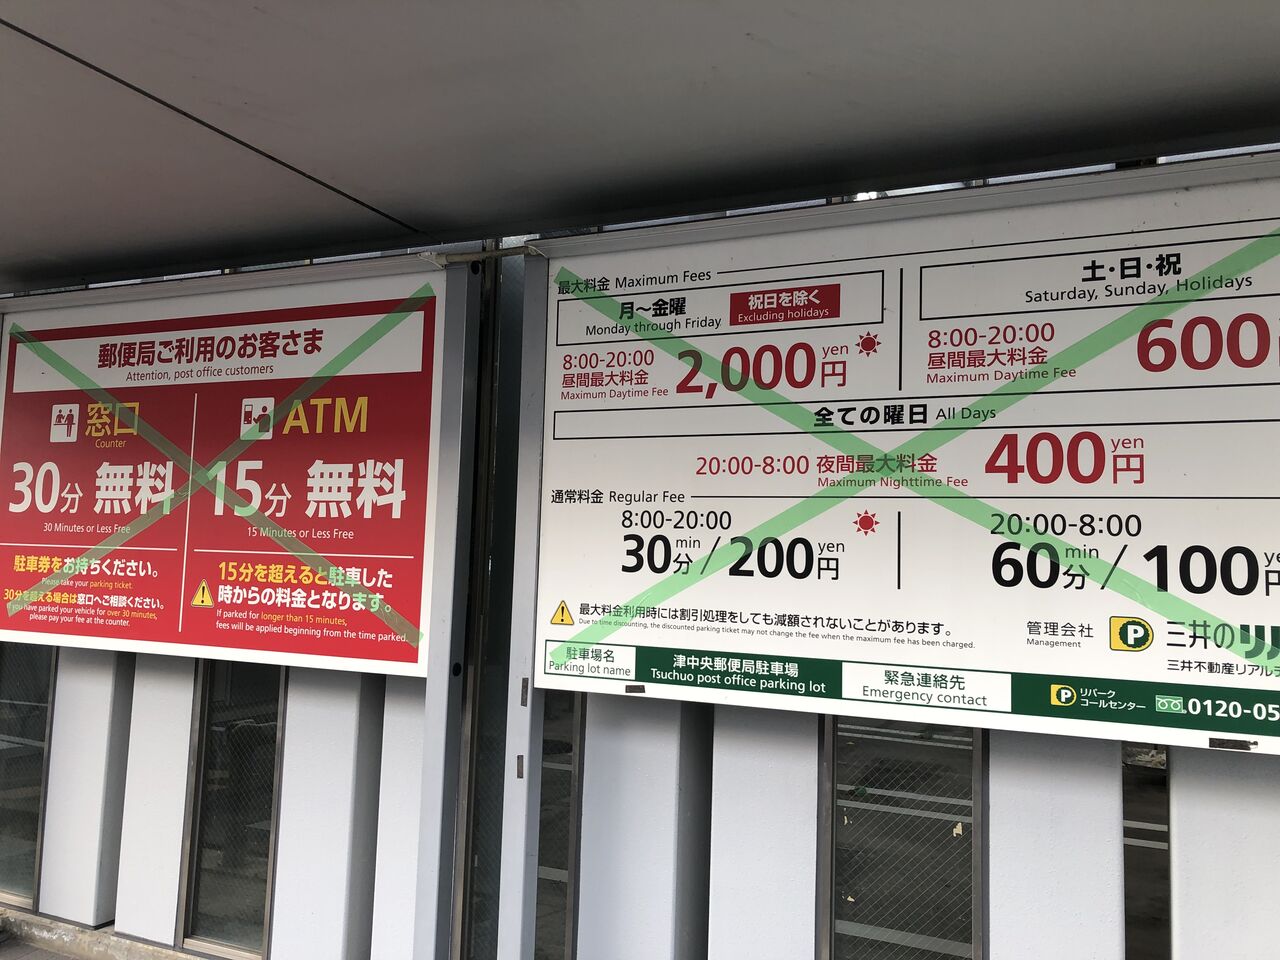 郵便局ご利用のお客さま
Attention, post office customers
窓口
Counter
30分 無料
30 Minutes or Less Free
駐車券をお持ちください。
Please take your parking ticket.
30分を超える場合は窓口へご相談ください。
If you have parked your vehicle for over 30 minutes,
please pay your fee at the counter.
ATM
15分 無料
15 Minutes or Less Free
15分を超えると駐車した
時からの料金となります。
If parked for longer than 15 minutes,
fees will be applied beginning from the time parked.
最大料金 Maximum Fees
月～金曜
Monday through Friday
祝日を除く
Excluding holidays
8:00-20:00
昼間最大料金
Maximum Daytime Fee
2,000 yen 円
土・日・祝
Saturday, Sunday, Holidays
8:00-20:00
昼間最大料金
Maximum Daytime Fee
600
全ての曜日 All Days
20:00-8:00 夜間最大料金
Maximum Nighttime Fee
400 yen 円
通常料金 Regular Fee
8:00-20:00
30 min 分 / 200 yen 円
20:00-8:00
60 min 分 / 100 円
最大料金利用時には割引処理をしても減額されないことがあります。
Due to time discounting, the discounted parking ticket may not change the fee when the maximum fee has been charged.
管理会社
Management
P 三井のリ
三井不動産リアル
駐車場名
Parking lot name
津中央郵便局駐車場
Tsuchuo post office parking lot
緊急連絡先
Emergency contact
P リパーク
コールセンター
0120-05